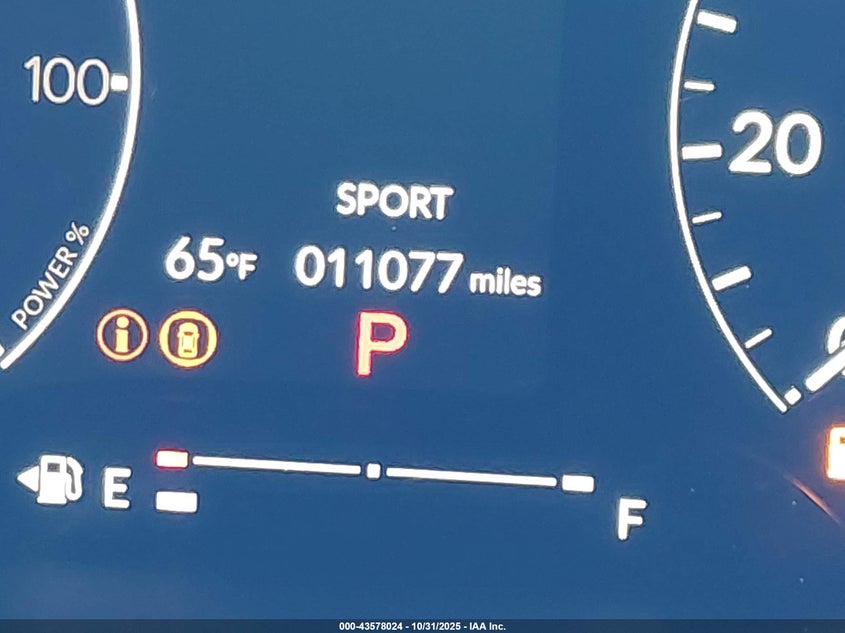 100
20
POWER %
SPORT
65°F 011077 miles
P
E
F
000-43578024 - 10/31/2025 - IAA Inc.